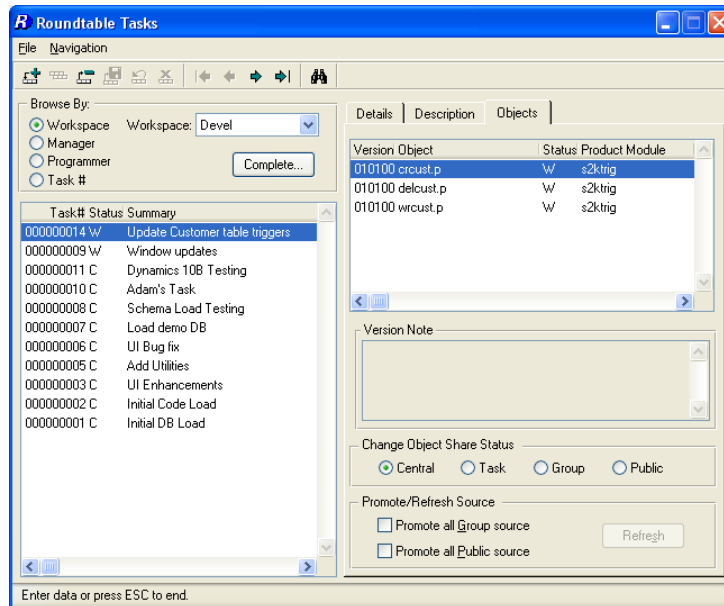 R Roundtable Tasks
File Navigation
Browse By:
Workspace
Manager
Programmer
Task #
Workspace: Devel
Complete...
Task# Status Summary
000000014 W Update Customer table triggers
000000009 W Window updates
000000011 C Dynamics 10B Testing
000000010 C Adam's Task
000000008 C Schema Load Testing
000000007 C Load demo DB
000000006 C UI Bug fix
000000005 C Add Utilities
000000003 C UI Enhancements
000000002 C Initial Code Load
000000001 C Initial DB Load
Details Description Objects
Version Object Status Product Module
010100 crcust.p W s2ktrig
010100 delcust.p W s2ktrig
010100 wrcust.p W s2ktrig
Version Note
Change Object Share Status
Central Task Group Public
Promote/Refresh Source
Promote all Group source
Promote all Public source
Refresh
Enter data or press ESC to end.